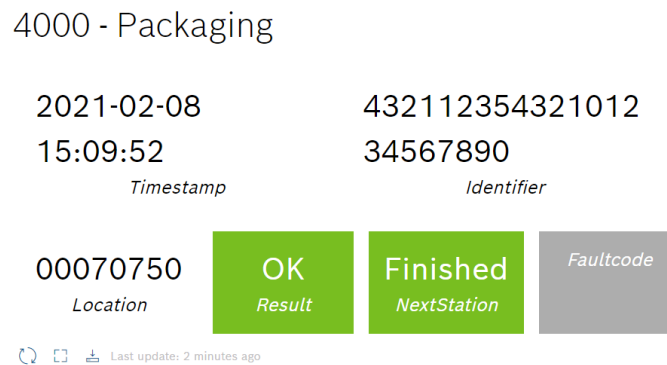 4000 - Packaging
2021-02-08
15:09:52
Timestamp
432112354321012
34567890
Identifier
00070750
Location
OK
Result
Finished
NextStation
Faultcode
Last update: 2 minutes ago